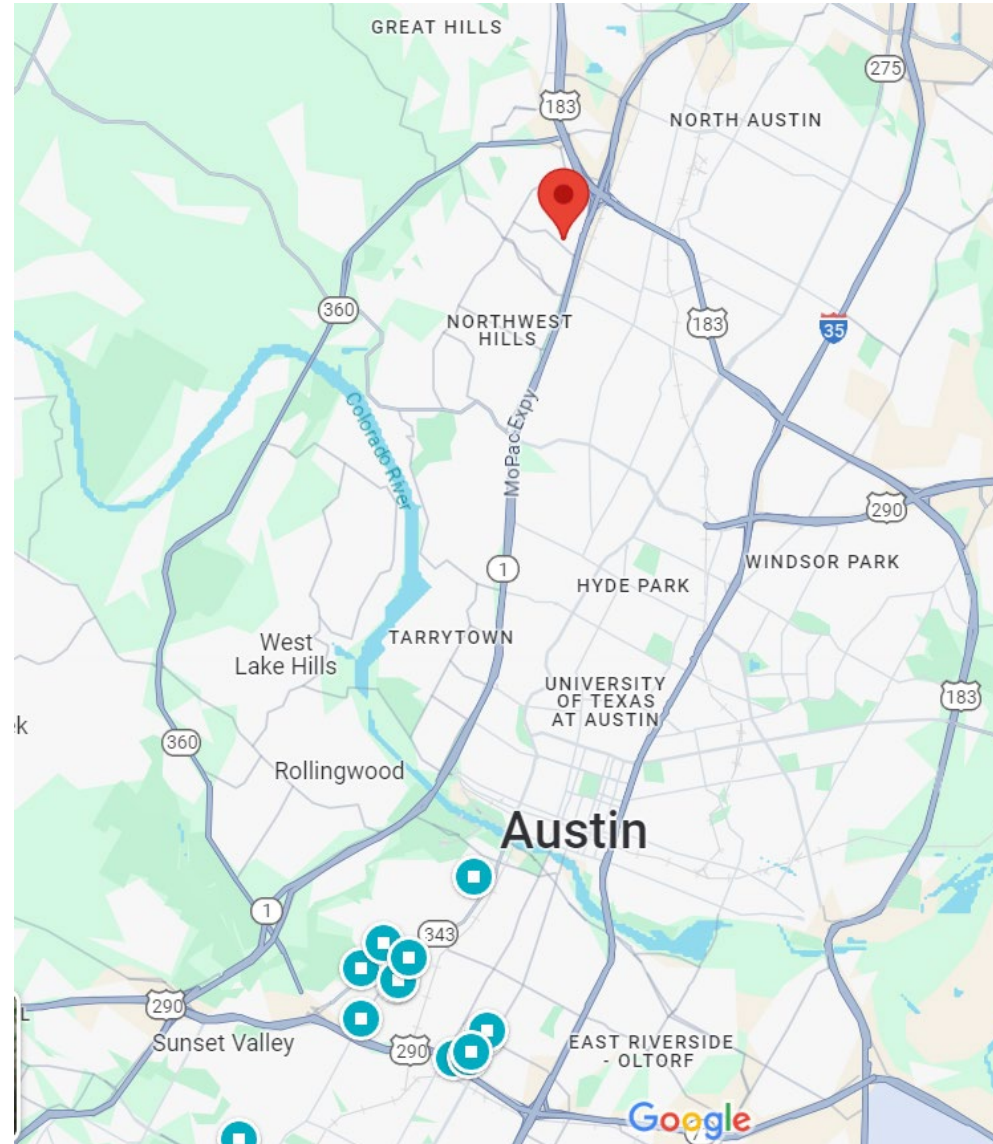 GREAT HILLS
275
183
NORTH AUSTIN
360
NORTHWEST
HILLS
183
35
Colorado River
MoPac Expy
290
1
HYDE PARK
WINDSOR PARK
West
Lake Hills
TARRYTOWN
UNIVERSITY
OF TEXAS
AT AUSTIN
183
k
360
Rollingwood
Austin
1
343
290
L
Sunset Valley
290
EAST RIVERSIDE
- OLTORF
Google